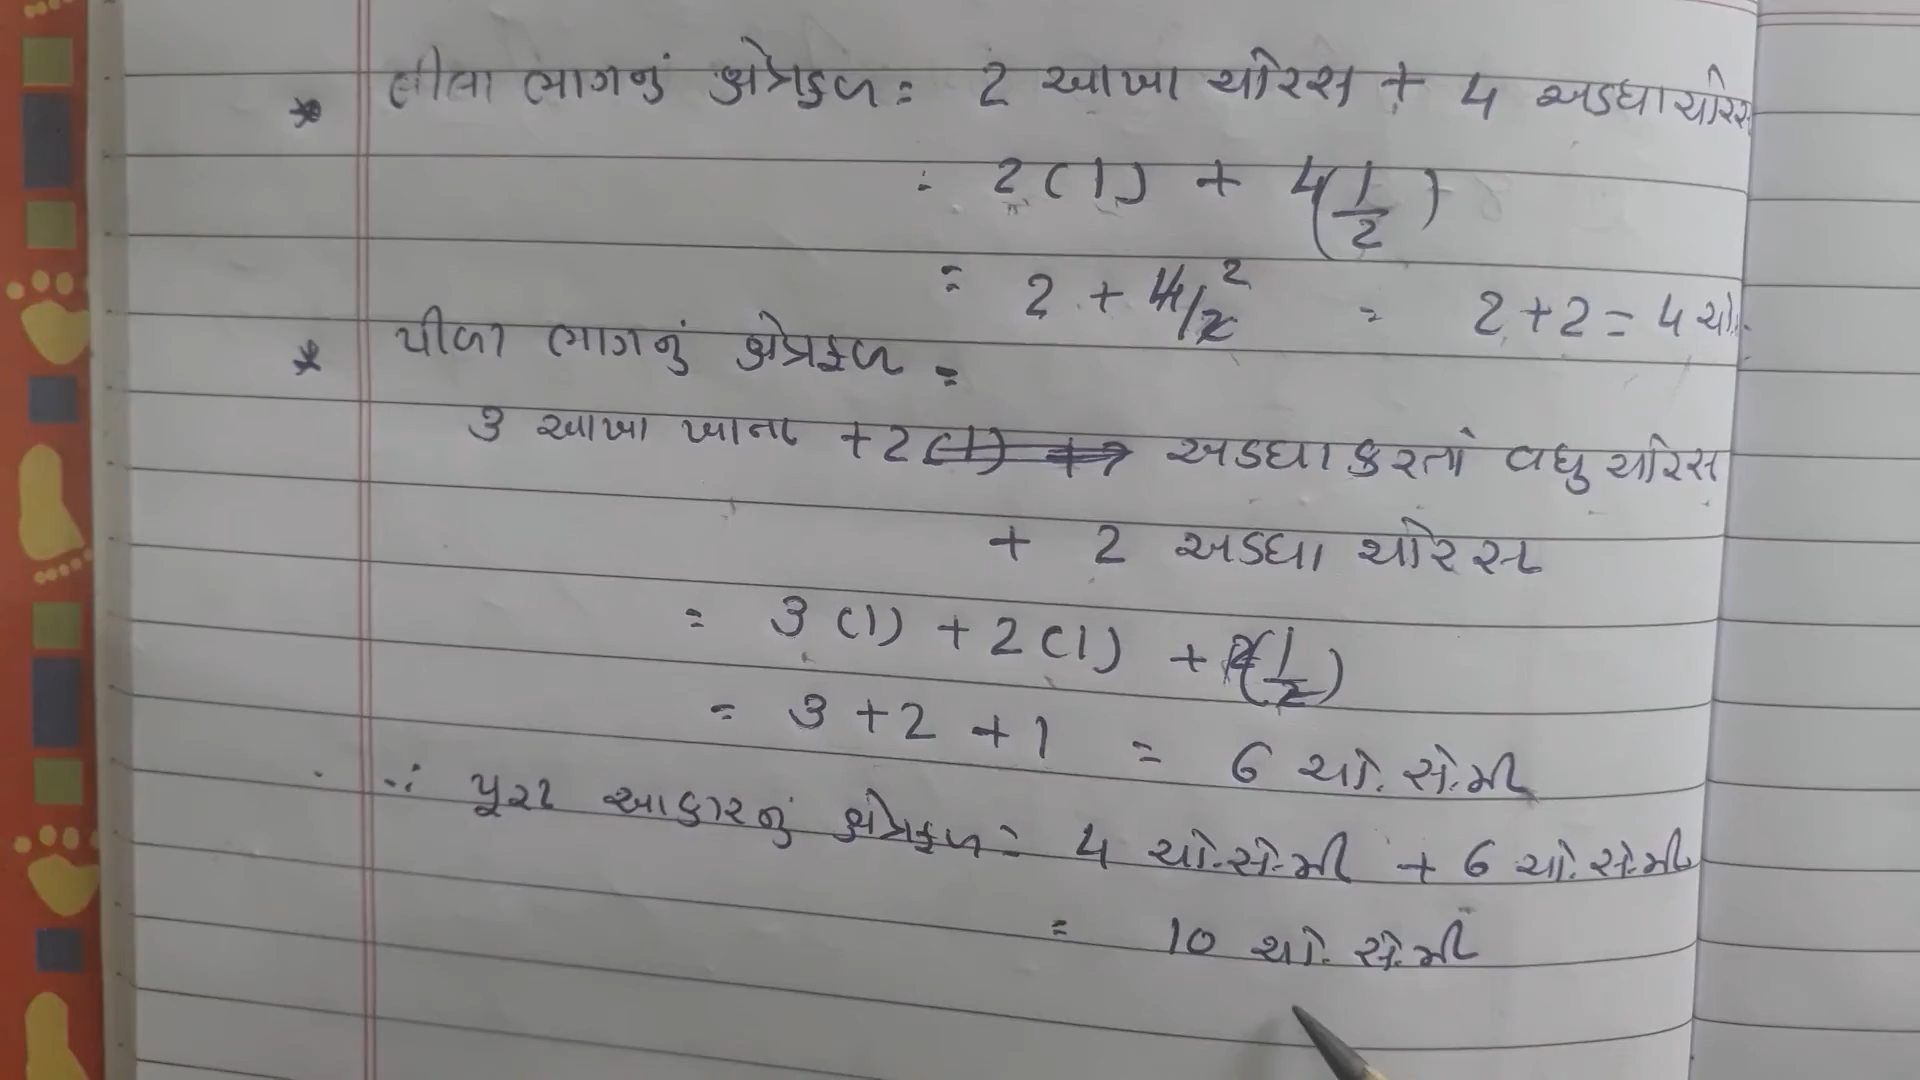 * લીલા ભાગનું ક્ષેત્રફળ = 2 આખા ચોરસ + 4 અડધા ચોરસ
= 2(1) + 4(1/2)
= 2 + 4/2 2 = 2+2 = 4 ચો.
* પીળા ભાગનું ક્ષેત્રફળ =
3 આખા ખાના + 2 અડધા કરતાં વધુ ચોરસ
+ 2 અડધા ચોરસ
= 3(1) + 2(1) + 2(1/2)
= 3 + 2 + 1 = 6 ચો. સે.મી
∴ પૂરા આકારનું ક્ષેત્રફળ = 4 ચો.સે.મી + 6 ચો.સે.મી
= 10 ચો. સે.મી